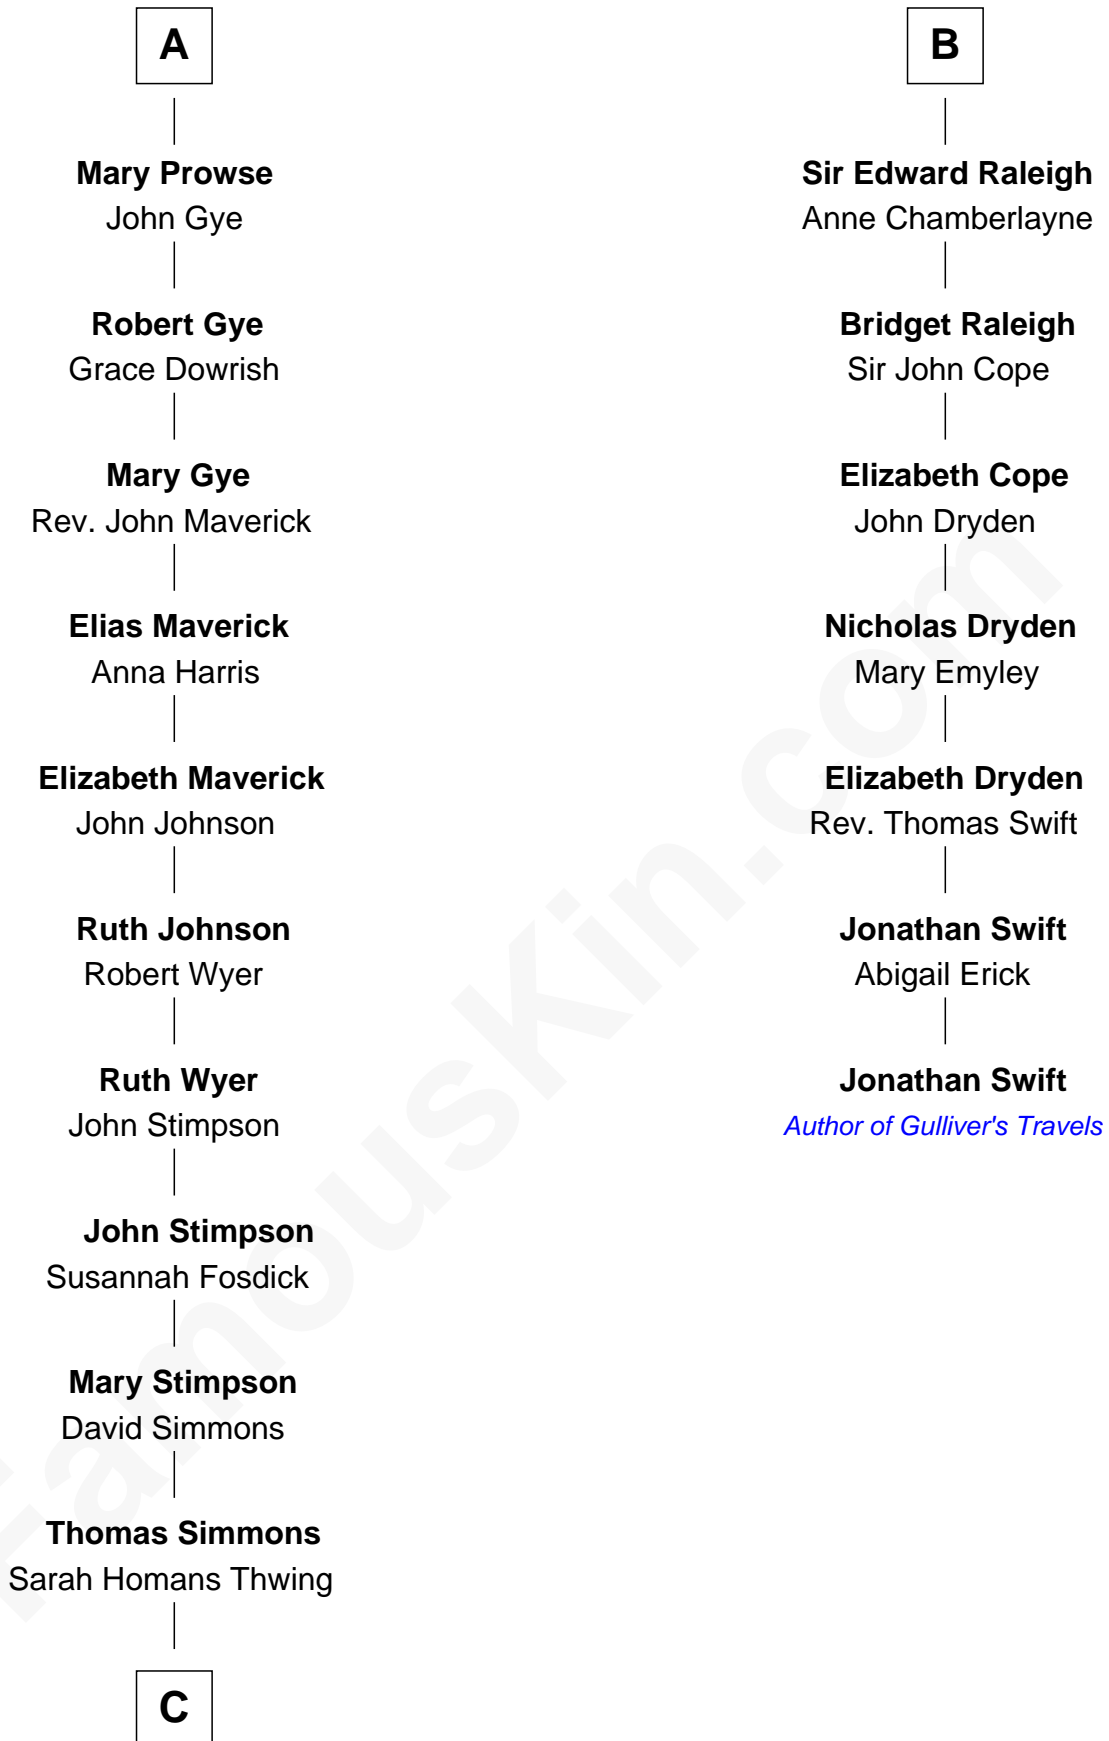 A
Mary Prowse
John Gye
Robert Gye
Grace Dowrish
Mary Gye
Rev. John Maverick
Elias Maverick
Anna Harris
Elizabeth Maverick
John Johnson
Ruth Johnson
Robert Wyer
Ruth Wyer
John Stimpson
John Stimpson
Susannah Fosdick
Mary Stimpson
David Simmons
Thomas Simmons
Sarah Homans Thwing
C
B
Sir Edward Raleigh
Anne Chamberlayne
Bridget Raleigh
Sir John Cope
Elizabeth Cope
John Dryden
Nicholas Dryden
Mary Emyley
Elizabeth Dryden
Rev. Thomas Swift
Jonathan Swift
Abigail Erick
Jonathan Swift
Author of Gulliver's Travels
FamousKin.com